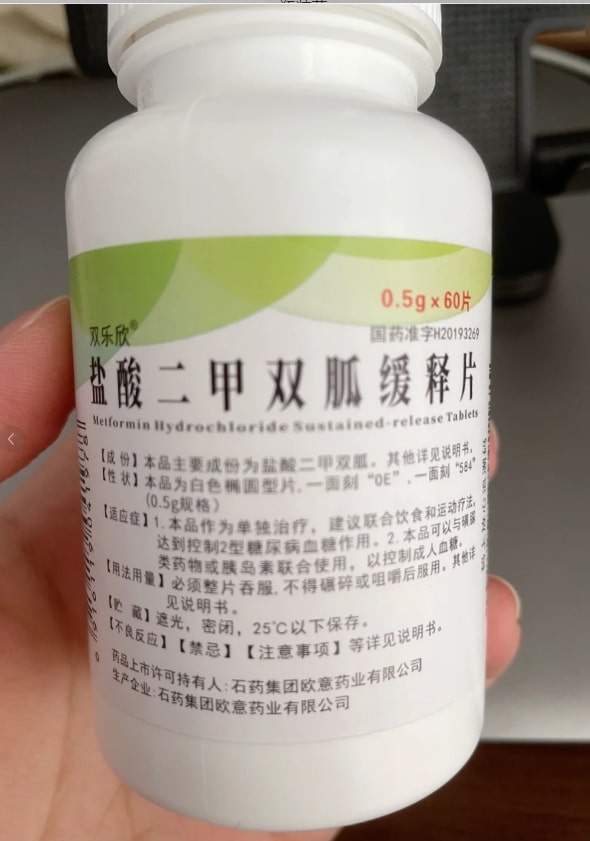 0.5g×60片
双乐欣®
国药准字H20193269
盐酸二甲双胍缓释片
Metformin Hydrochloride Sustained-release Tablets
【成 份】本品主要成份为盐酸二甲双胍。其他详见说明书。
【性 状】本品为白色椭圆型片,一面刻“OE”,一面刻“584”
(0.5g规格)
【适应症】1.本品作为单独治疗，建议联合饮食和运动疗法,
达到控制2型糖尿病血糖作用。2.本品可以与磺脲
类药物或胰岛素联合使用，以控制成人血糖。
【用法用量】必须整片吞服,不得碾碎或咀嚼后服用。其他详
见说明书。
【贮 藏】遮光，密闭，25℃以下保存。
【不良反应】【禁忌】【注意事项】等详见说明书。
药品上市许可持有人:石药集团欧意药业有限公司
生产企业:石药集团欧意药业有限公司